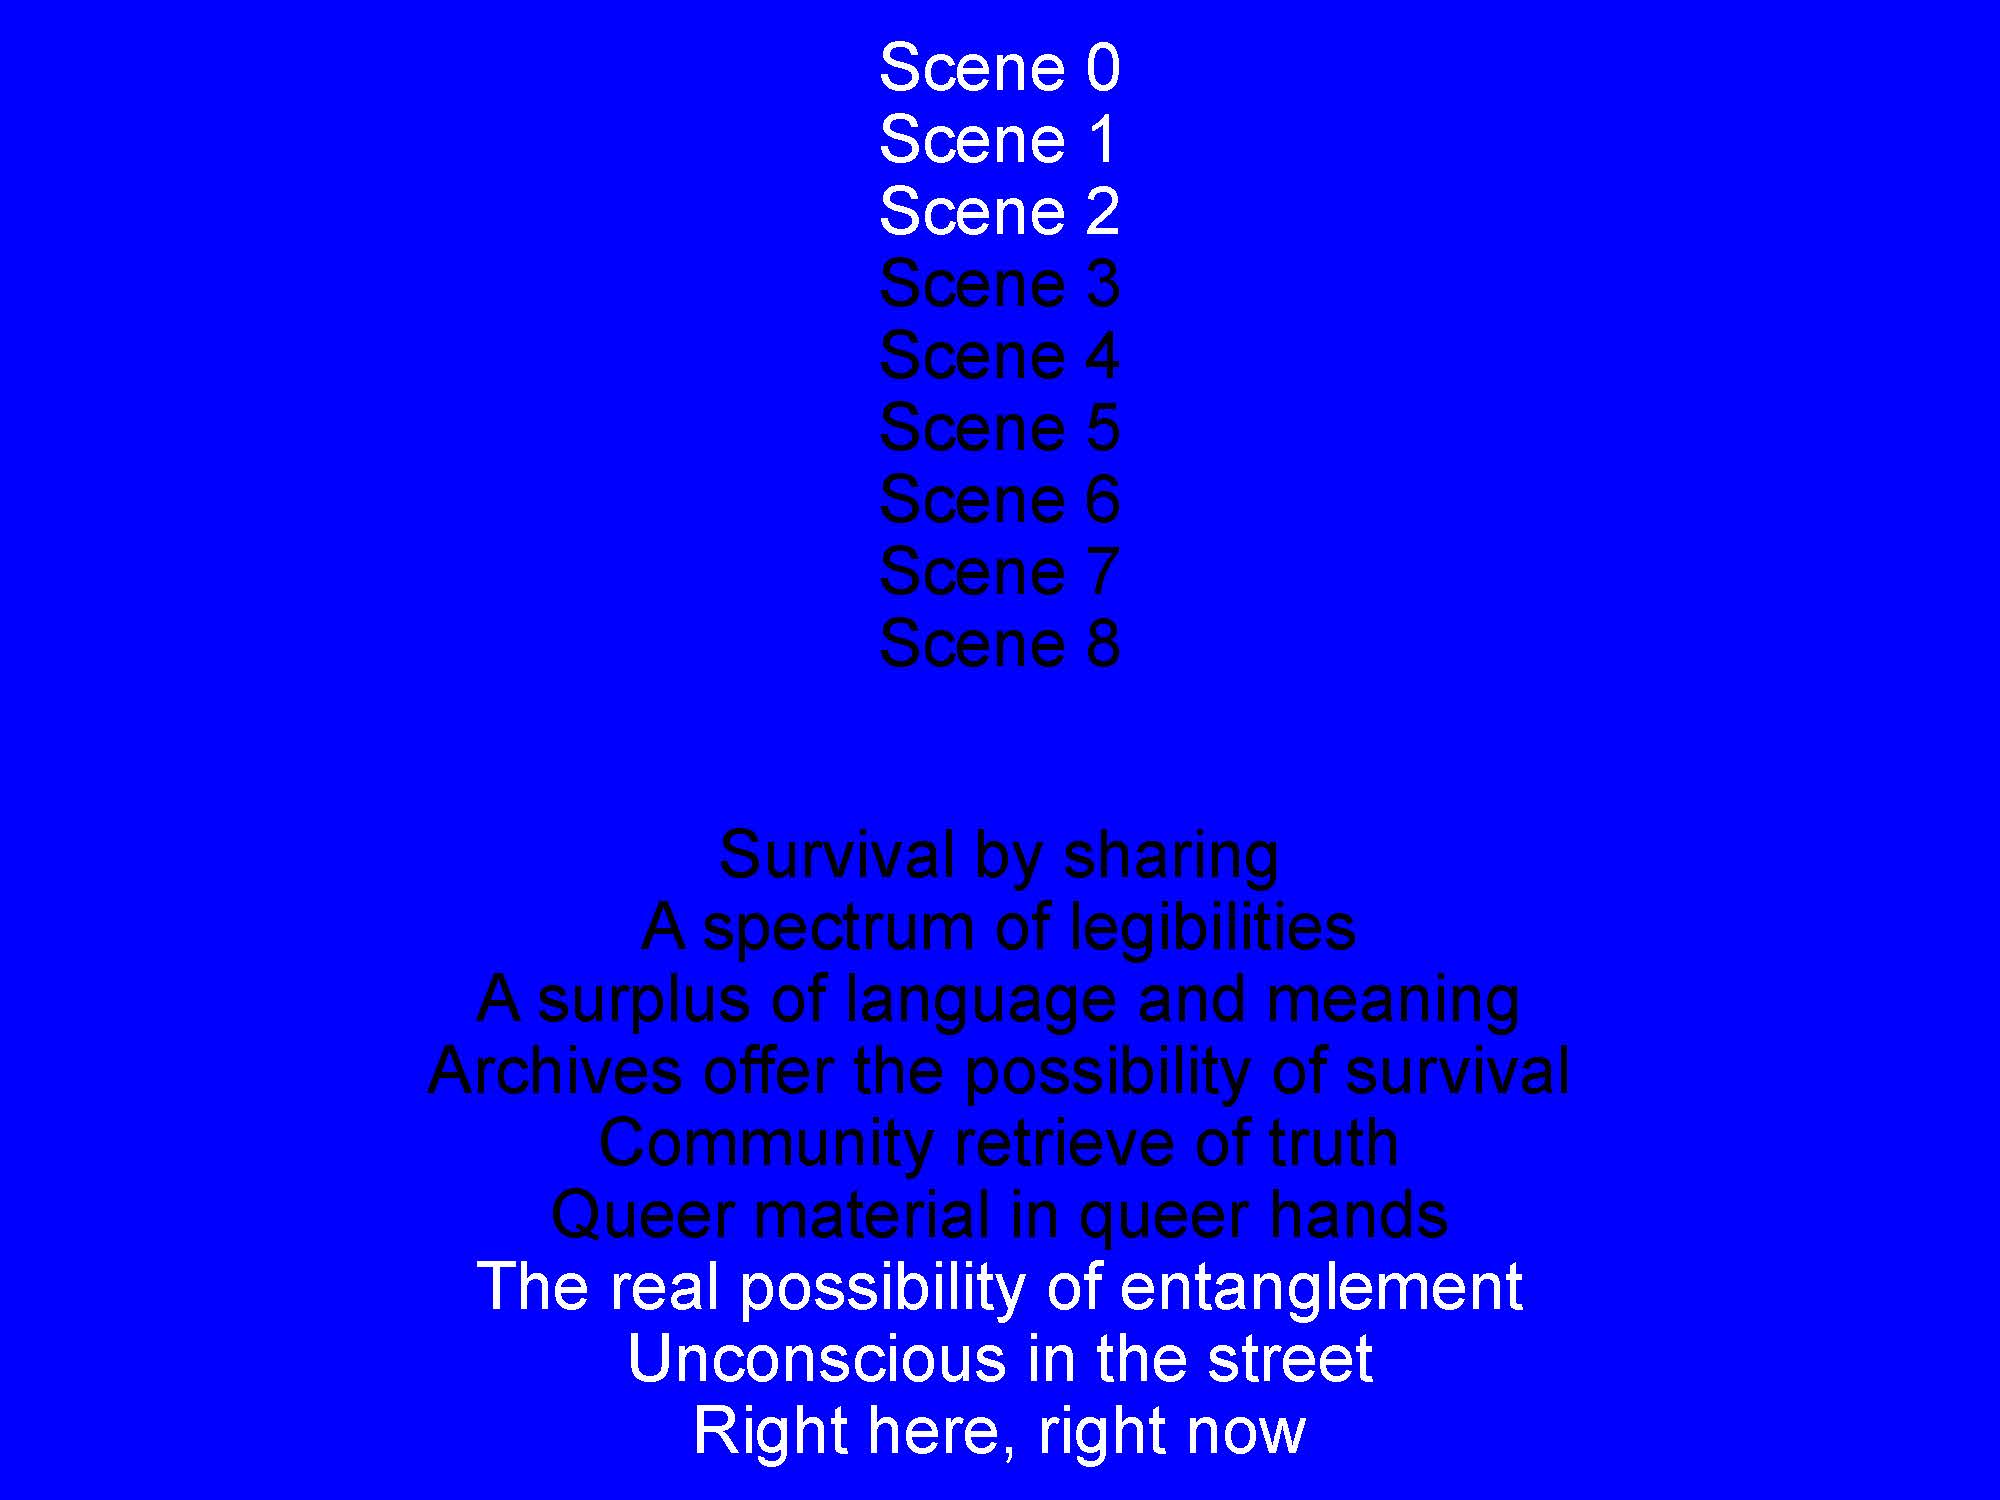 Scene 0
Scene 1
Scene 2
Scene 3
Scene 4
Scene 5
Scene 6
Scene 7
Scene 8
Survival by sharing
A spectrum of legibilities
A surplus of language and meaning
Archives offer the possibility of survival
Community retrieve of truth
Queer material in queer hands
The real possibility of entanglement
Unconscious in the street
Right here, right now